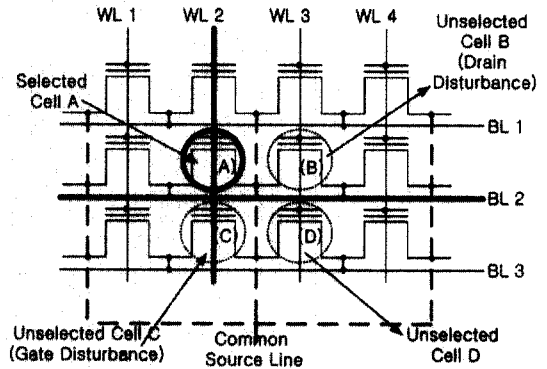 WL 1 WL 2 WL 3 WL 4
Unselected
Cell B
(Drain
Disturbance)
Selected
Cell A
BL 1
(A) (B)
BL 2
(C) (D)
BL 3
Unselected Cell C
(Gate Disturbance)
Common
Source Line
Unselected
Cell D